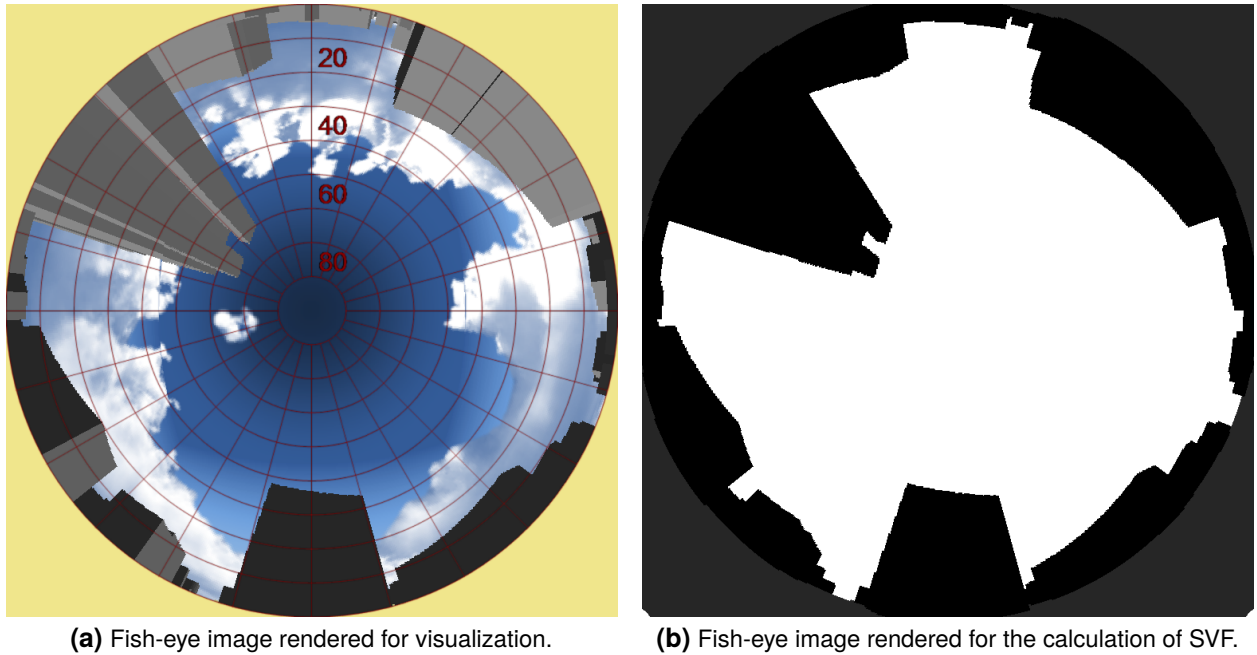 20
40
60
80
(a) Fish-eye image rendered for visualization.
(b) Fish-eye image rendered for the calculation of SVF.